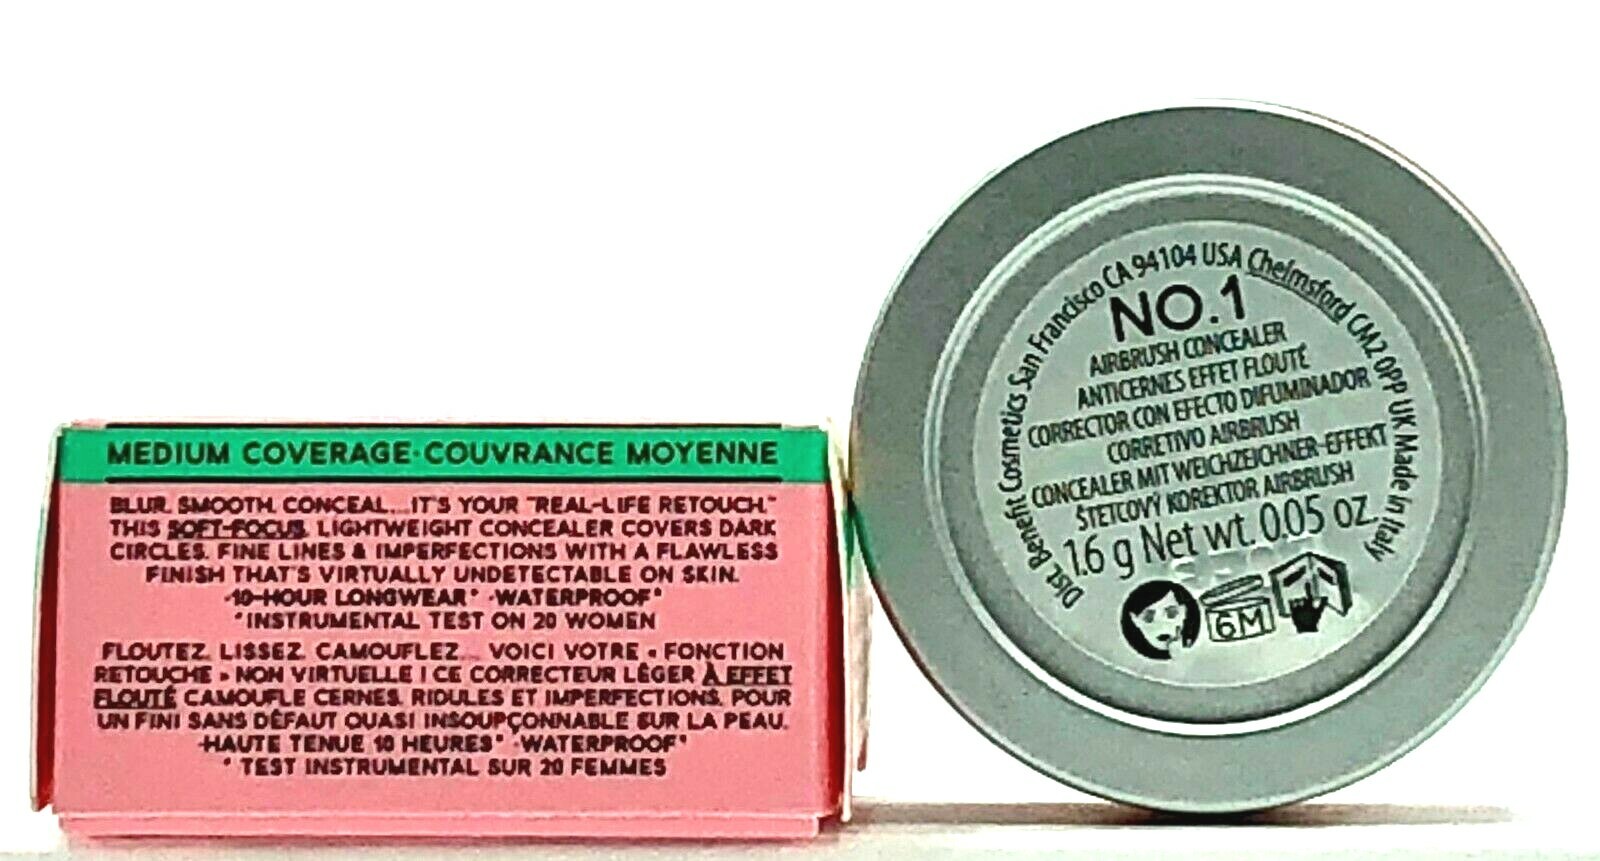 MEDIUM COVERAGE·COUVRANCE MOYENNE
BLUR. SMOOTH. CONCEAL... IT'S YOUR "REAL-LIFE RETOUCH."
THIS SOFT-FOCUS, LIGHTWEIGHT CONCEALER COVERS DARK
CIRCLES, FINE LINES & IMPERFECTIONS WITH A FLAWLESS
FINISH THAT'S VIRTUALLY UNDETECTABLE ON SKIN.
·10-HOUR LONGWEAR* ·WATERPROOF*
*INSTRUMENTAL TEST ON 20 WOMEN
FLOUTEZ. LISSEZ. CAMOUFLEZ... VOICI VOTRE « FONCTION
RETOUCHE » NON VIRTUELLE ! CE CORRECTEUR LÉGER À EFFET
FLOUTÉ CAMOUFLE CERNES, RIDULES ET IMPERFECTIONS, POUR
UN FINI SANS DÉFAUT QUASI INSOUPÇONNABLE SUR LA PEAU.
·HAUTE TENUE 10 HEURES* ·WATERPROOF*
* TEST INSTRUMENTAL SUR 20 FEMMES
Dist. Benefit Cosmetics San Francisco CA 94104 USA Chelmsford CM2 0PP UK Made in Italy
NO.1
AIRBRUSH CONCEALER
ANTICERNES EFFET FLOUTÉ
CORRECTOR CON EFECTO DIFUMINADOR
CORRETIVO AIRBRUSH
CONCEALER MIT WEICHZEICHNER-EFFEKT
ŠTETCOVÝ KOREKTOR AIRBRUSH
1.6 g Net wt. 0.05 oz.
6M